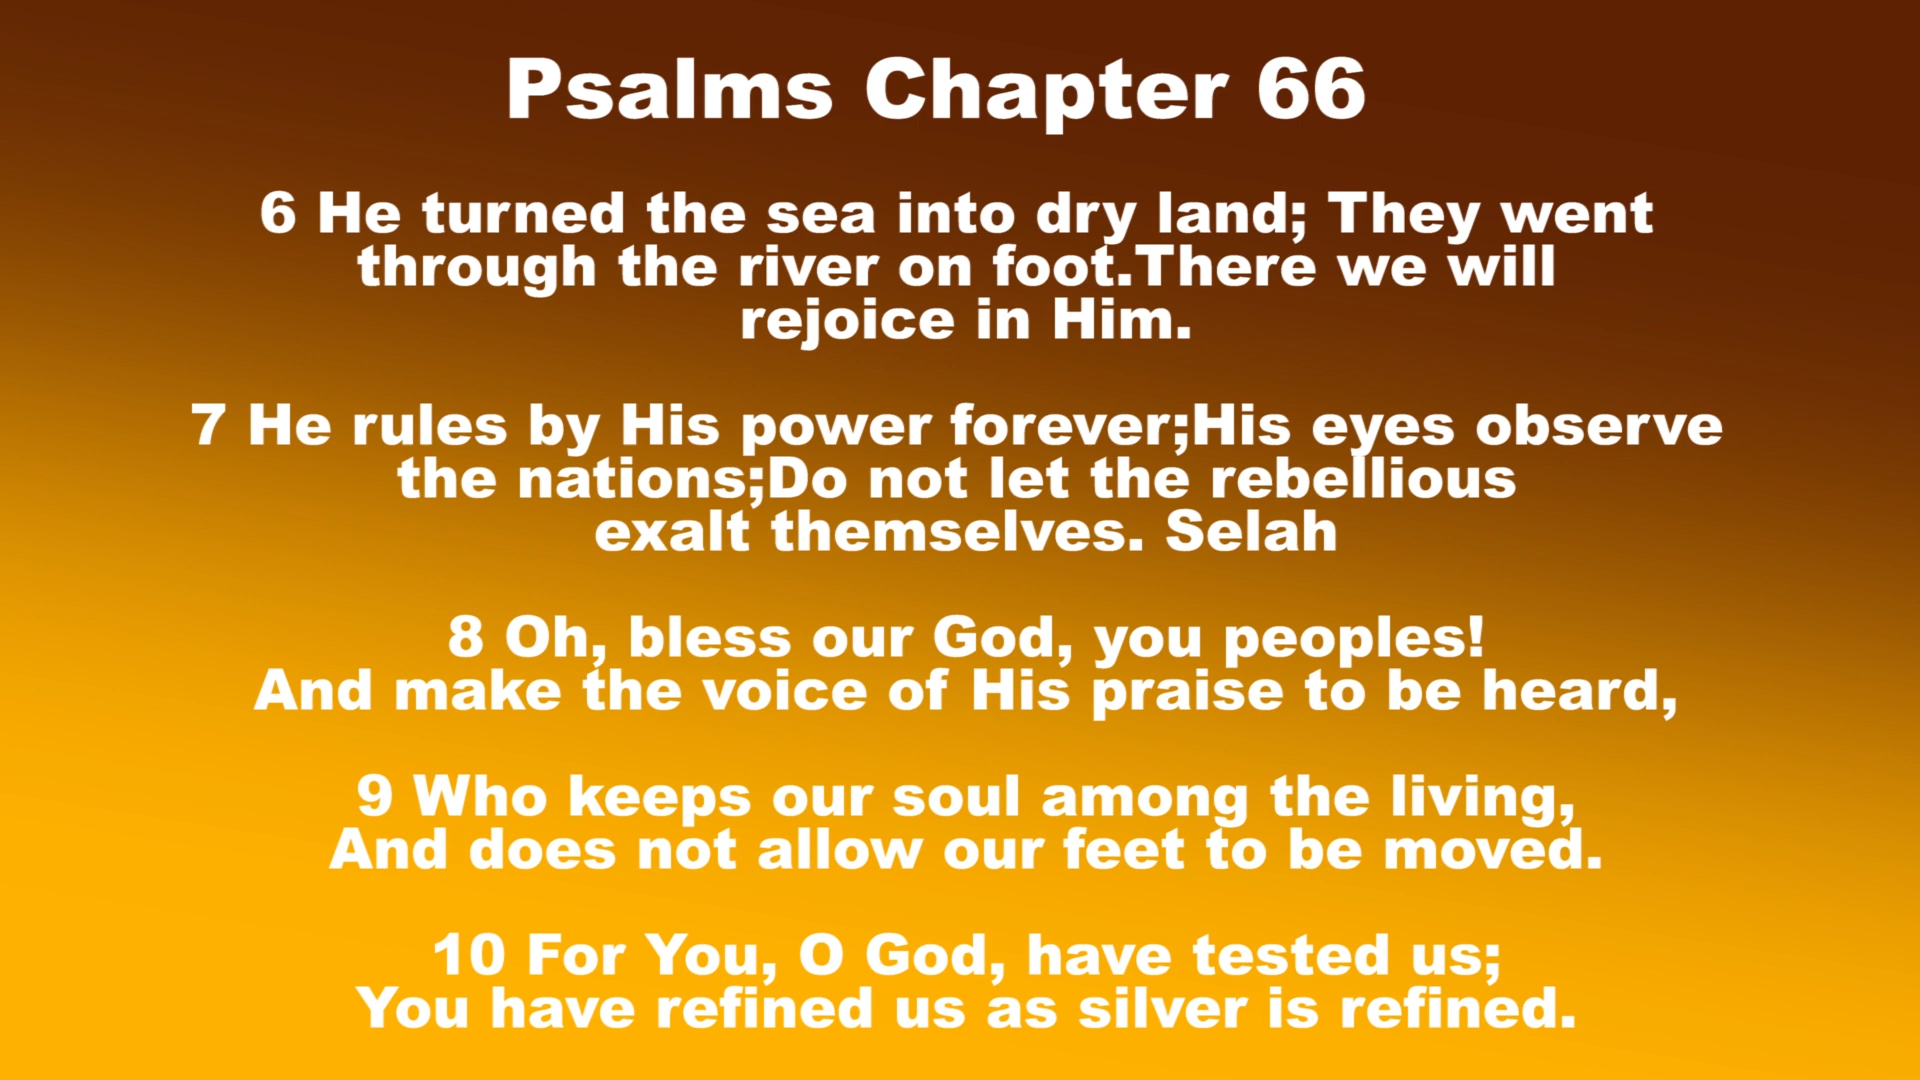 Psalms Chapter 66
6 He turned the sea into dry land; They went
through the river on foot.There we will
rejoice in Him.
7 He rules by His power forever;His eyes observe
the nations;Do not let the rebellious
exalt themselves. Selah
8 Oh, bless our God, you peoples!
And make the voice of His praise to be heard,
9 Who keeps our soul among the living,
And does not allow our feet to be moved.
10 For You, O God, have tested us;
You have refined us as silver is refined.